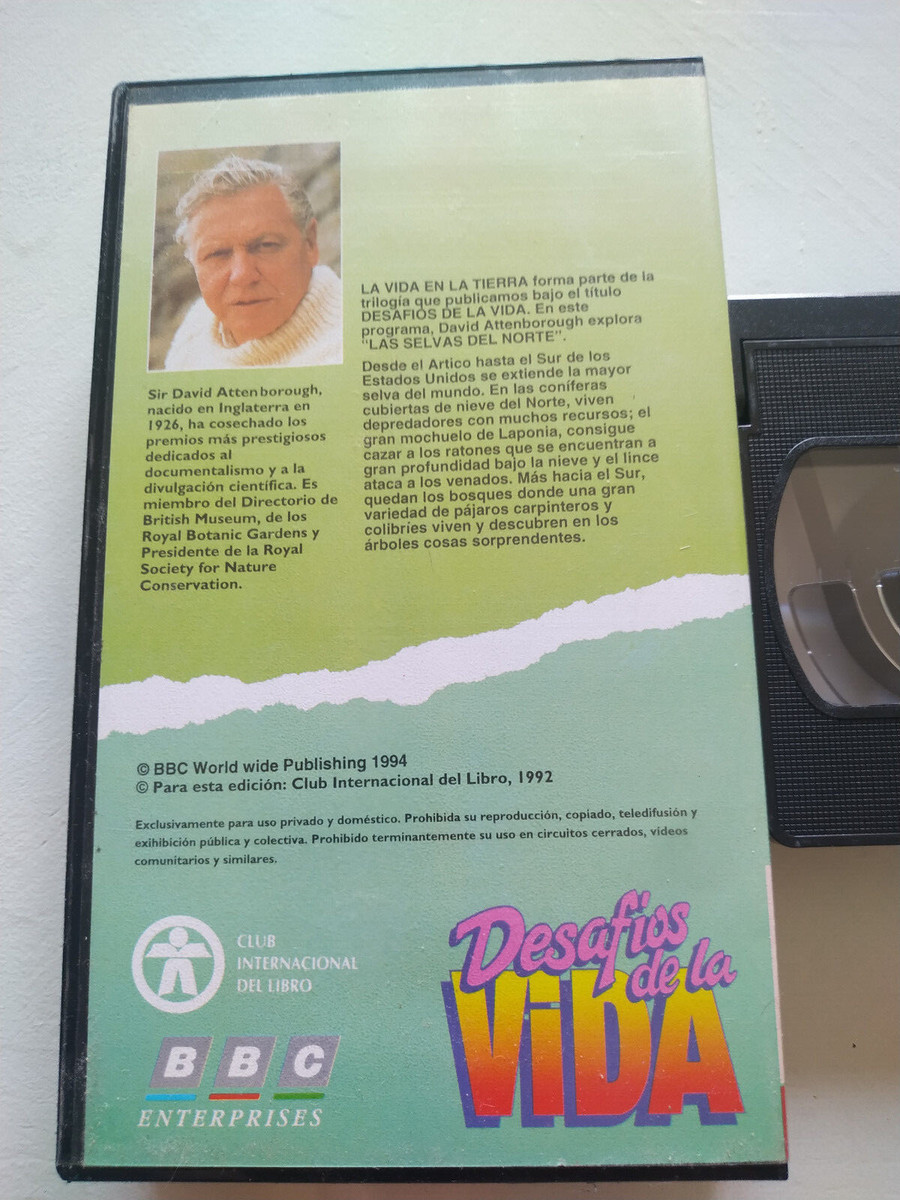 Sir David Attenborough,
nacido en Inglaterra en
1926, ha cosechado los
premios más prestigiosos
dedicados al
documentalismo y a la
divulgación científica. Es
miembro del Directorio de
British Museum, de los
Royal Botanic Gardens y
Presidente de la Royal
Society for Nature
Conservation.
LA VIDA EN LA TIERRA forma parte de la
trilogía que publicamos bajo el título
DESAFIOS DE LA VIDA. En este
programa, David Attenborough explora
"LAS SELVAS DEL NORTE".
Desde el Artico hasta el Sur de los
Estados Unidos se extiende la mayor
selva del mundo. En las coníferas
cubiertas de nieve del Norte, viven
depredadores con muchos recursos; el
gran mochuelo de Laponia, consigue
cazar a los ratones que se encuentran a
gran profundidad bajo la nieve y el lince
ataca a los venados. Más hacia el Sur,
quedan los bosques donde una gran
variedad de pájaros carpinteros y
colibríes viven y descubren en los
árboles cosas sorprendentes.
© BBC World wide Publishing 1994
© Para esta edición: Club Internacional del Libro, 1992
Exclusivamente para uso privado y doméstico. Prohibida su reproducción, copiado, teledifusión y
exihibición pública y colectiva. Prohibido terminantemente su uso en circuitos cerrados, videos
comunitarios y similares.
CLUB
INTERNACIONAL
DEL LIBRO
BBC
ENTERPRISES
Desafíos
de la
ViDA